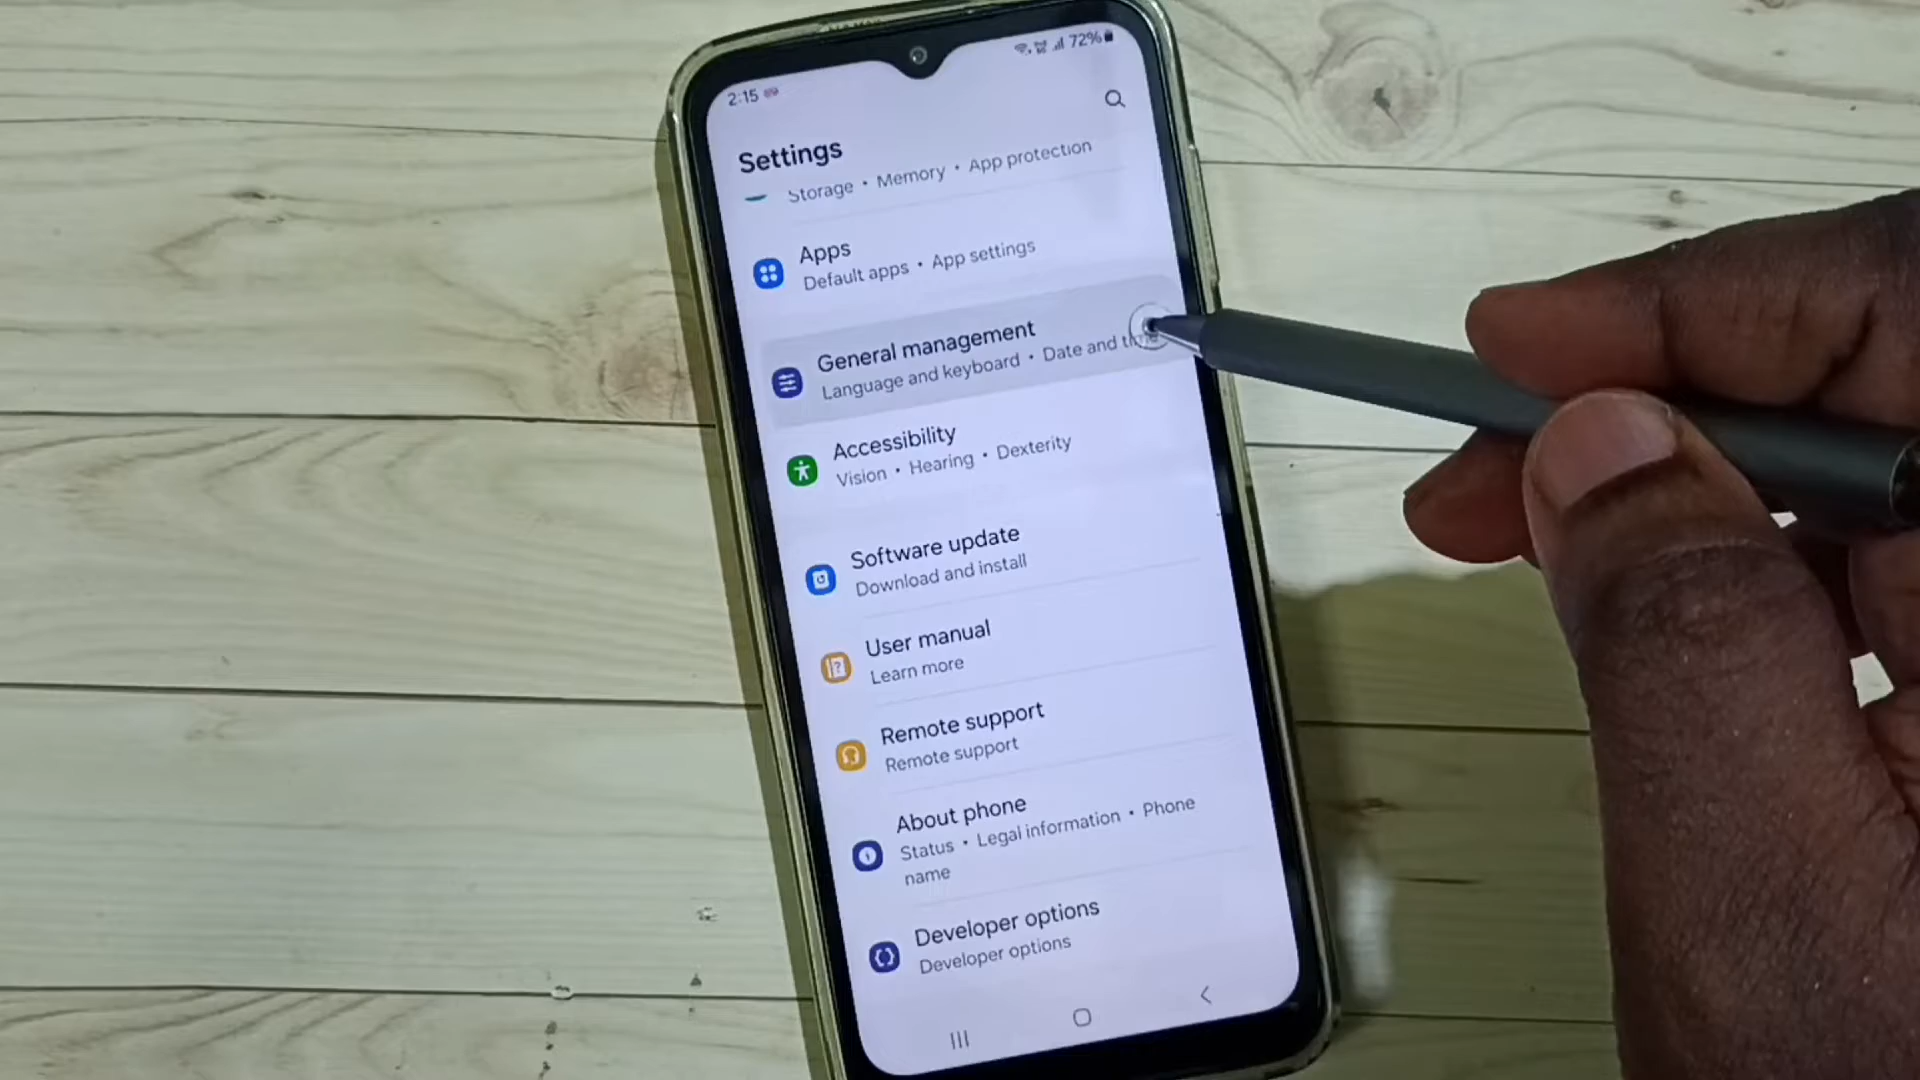 2:15 72%
Settings
Storage • Memory • App protection
Apps
Default apps • App settings
General management
Language and keyboard • Date and time
Accessibility
Vision • Hearing • Dexterity
Software update
Download and install
User manual
Learn more
Remote support
Remote support
About phone
Status • Legal information • Phone
name
Developer options
Developer options